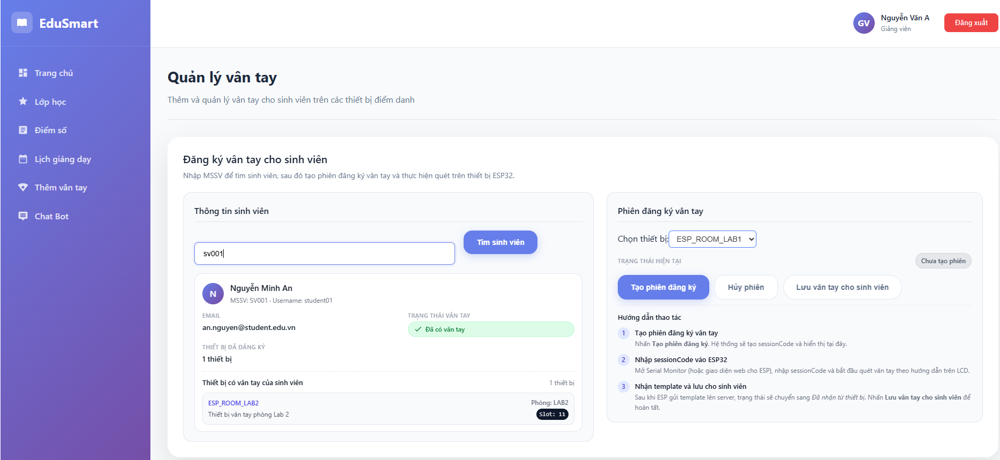 EduSmart
GV
Nguyễn Văn A
Giảng viên
Đăng xuất
Trang chủ
Lớp học
Điểm số
Lịch giảng dạy
Thêm vân tay
Chat Bot
Quản lý vân tay
Thêm và quản lý vân tay cho sinh viên trên các thiết bị điểm danh
Đăng ký vân tay cho sinh viên
Nhập MSSV để tìm sinh viên, sau đó tạo phiên đăng ký vân tay và thực hiện quét trên thiết bị ESP32.
Thông tin sinh viên
sv001
Tìm sinh viên
N
Nguyễn Minh An
MSSV: SV001 · Username: student01
EMAIL
an.nguyen@student.edu.vn
TRẠNG THÁI VÂN TAY
Đã có vân tay
THIẾT BỊ ĐÃ ĐĂNG KÝ
1 thiết bị
Thiết bị có vân tay của sinh viên
1 thiết bị
ESP_ROOM_LAB2
Phòng: LAB2
Thiết bị vân tay phòng Lab 2
Slot: 11
Phiên đăng ký vân tay
Chọn thiết bị:
ESP_ROOM_LAB1
TRẠNG THÁI HIỆN TẠI
Chưa tạo phiên
Tạo phiên đăng ký
Hủy phiên
Lưu vân tay cho sinh viên
Hướng dẫn thao tác
1 Tạo phiên đăng ký vân tay
Nhấn Tạo phiên đăng ký. Hệ thống sẽ tạo sessionCode và hiển thị tại đây.
2 Nhập sessionCode vào ESP32
Mở Serial Monitor (hoặc giao diện web cho ESP), nhập sessionCode và bắt đầu quét vân tay theo hướng dẫn trên LCD.
3 Nhận template và lưu cho sinh viên
Sau khi ESP gửi template lên server, trạng thái sẽ chuyển sang Đã nhận từ thiết bị. Nhấn Lưu vân tay cho sinh viên để
hoàn tất.